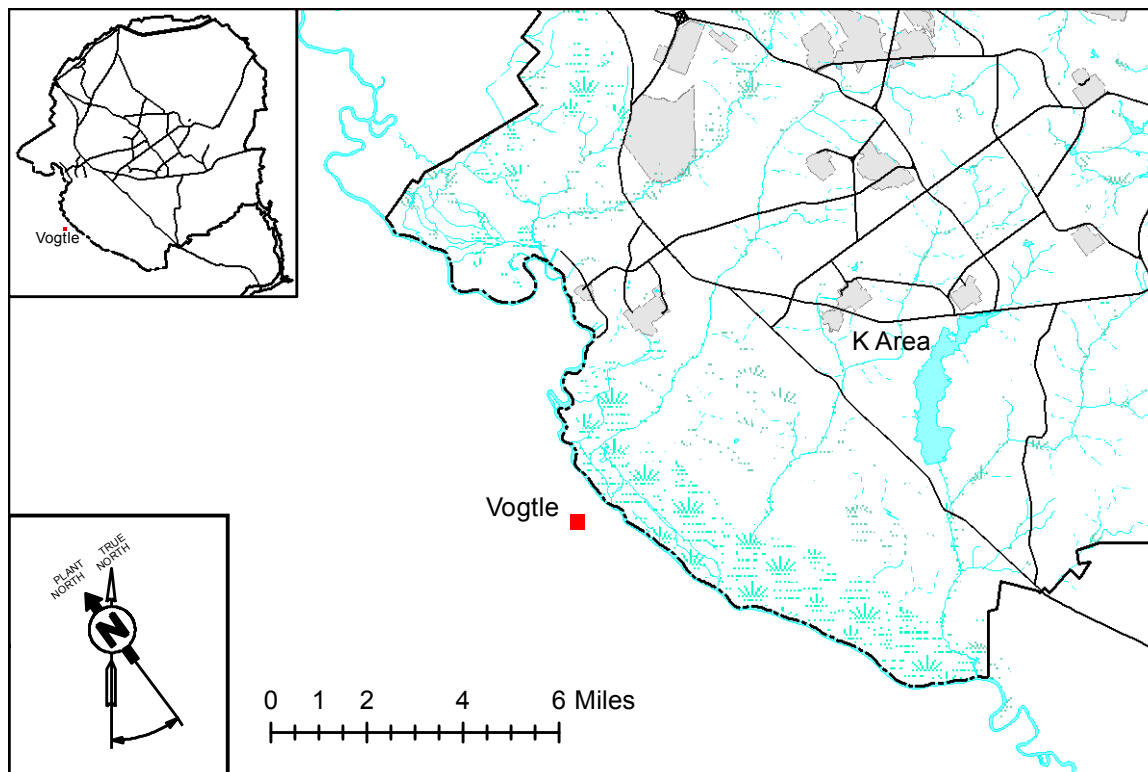 Vogtle
K Area
Vogtle
PLANT
NORTH
TRUE
NORTH
N
0 1 2 4 6 Miles